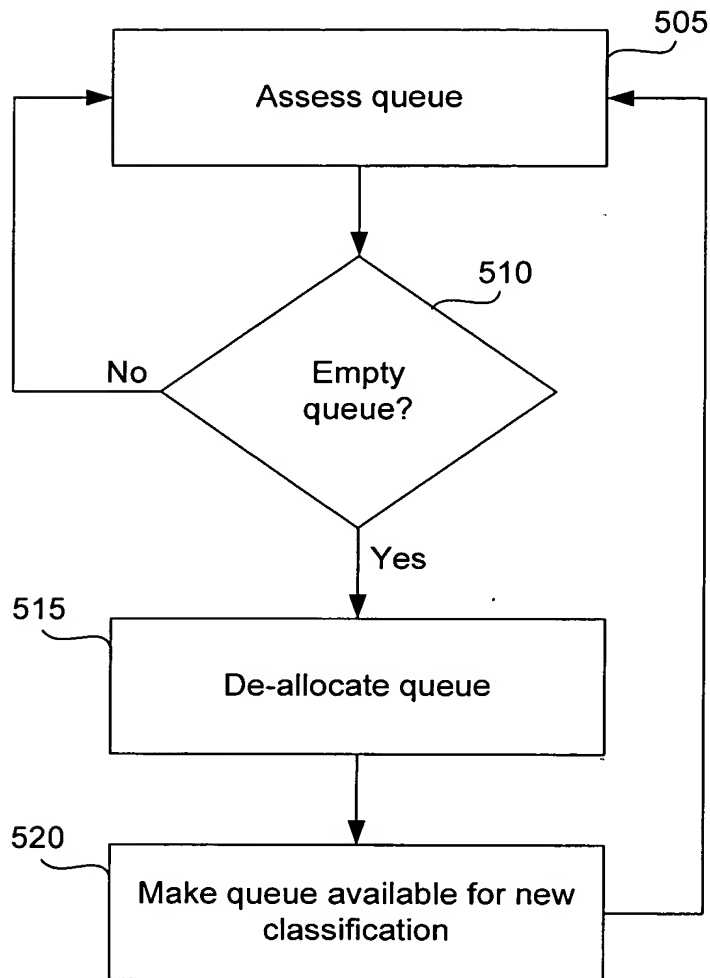 505
Assess queue
510
Empty
queue?
No
Yes
515
De-allocate queue
520
Make queue available for new
classification